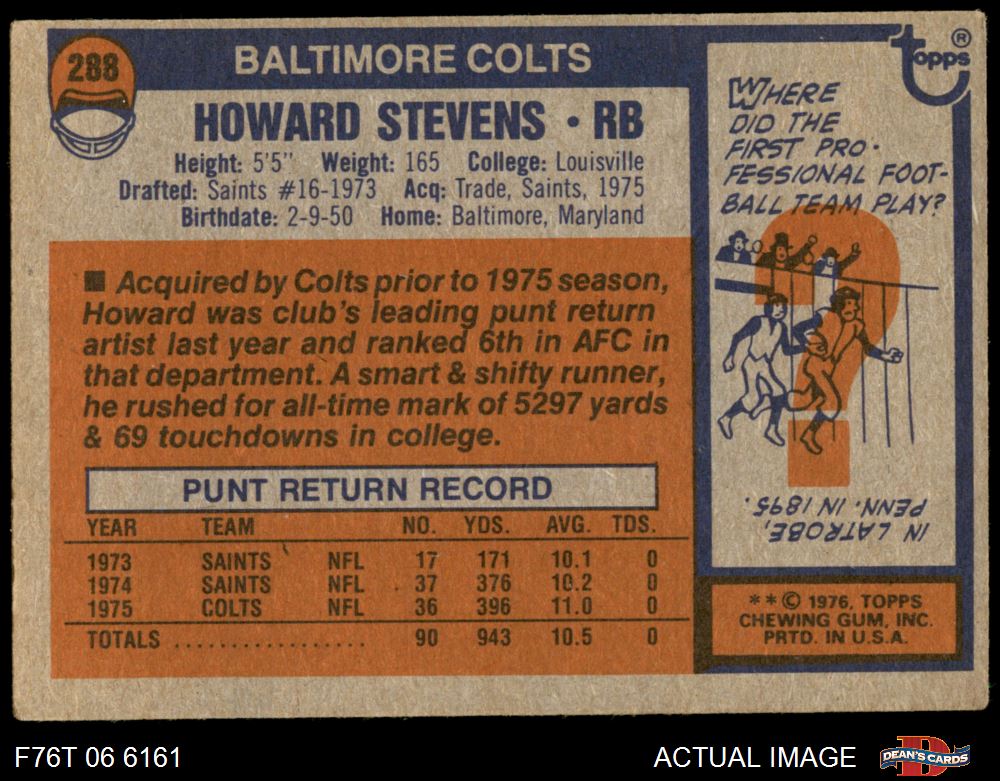 288
BALTIMORE COLTS
HOWARD STEVENS • RB
Height: 5'5" Weight: 165 College: Louisville
Drafted: Saints #16-1973 Acq: Trade, Saints, 1975
Birthdate: 2-9-50 Home: Baltimore, Maryland
■ Acquired by Colts prior to 1975 season,
Howard was club's leading punt return
artist last year and ranked 6th in AFC in
that department. A smart & shifty runner,
he rushed for all-time mark of 5297 yards
& 69 touchdowns in college.
PUNT RETURN RECORD
YEAR TEAM NO. YDS. AVG. TDS.
1973 SAINTS NFL 17 171 10.1 0
1974 SAINTS NFL 37 376 10.2 0
1975 COLTS NFL 36 396 11.0 0
TOTALS .................. 90 943 10.5 0
topps ®
WHERE
DID THE
FIRST PRO-
FESSIONAL FOOT-
BALL TEAM PLAY?
?
IN LATROBE,
PENN. IN 1895.
**© 1976, TOPPS
CHEWING GUM, INC.
PRTD. IN U.S.A.
F76T 06 6161
ACTUAL IMAGE
D
DEAN'S CARDS